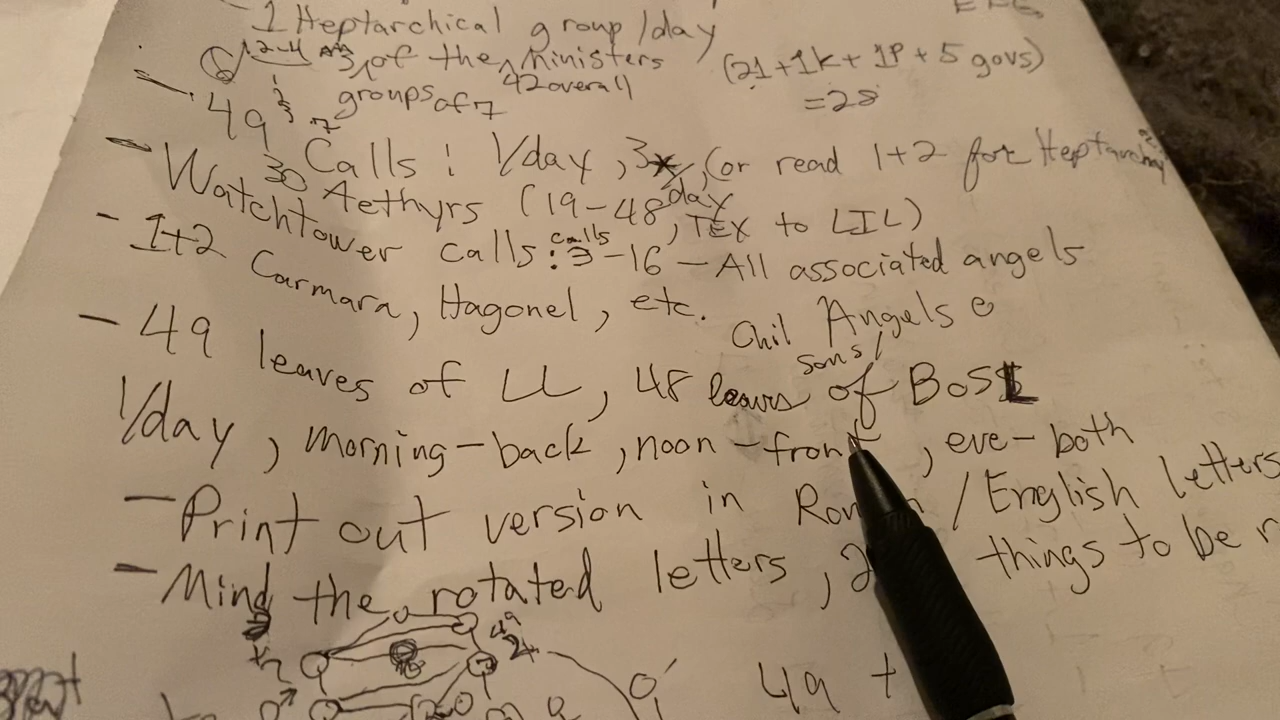 - 1 Heptarchical group/day
of the Ministers (21+1k+1P+5 govs)
groups of 7 42 overall =28
- 49
- Calls: 1/day, 3x/day, (or read 1+2 for Heptarchy
30 Aethyrs (19-48, TEX to LIL)
Watchtower calls: calls 3-16 - All associated angels
- 1+2 Carmara, Hagonel, etc.
Angels
- 49 leaves of LL, 48 leaves of
sons/
1/day, morning-back, noon-front, eve-both
- Print out version in / English letters
- Mind the rotated letters, things to be
49 +